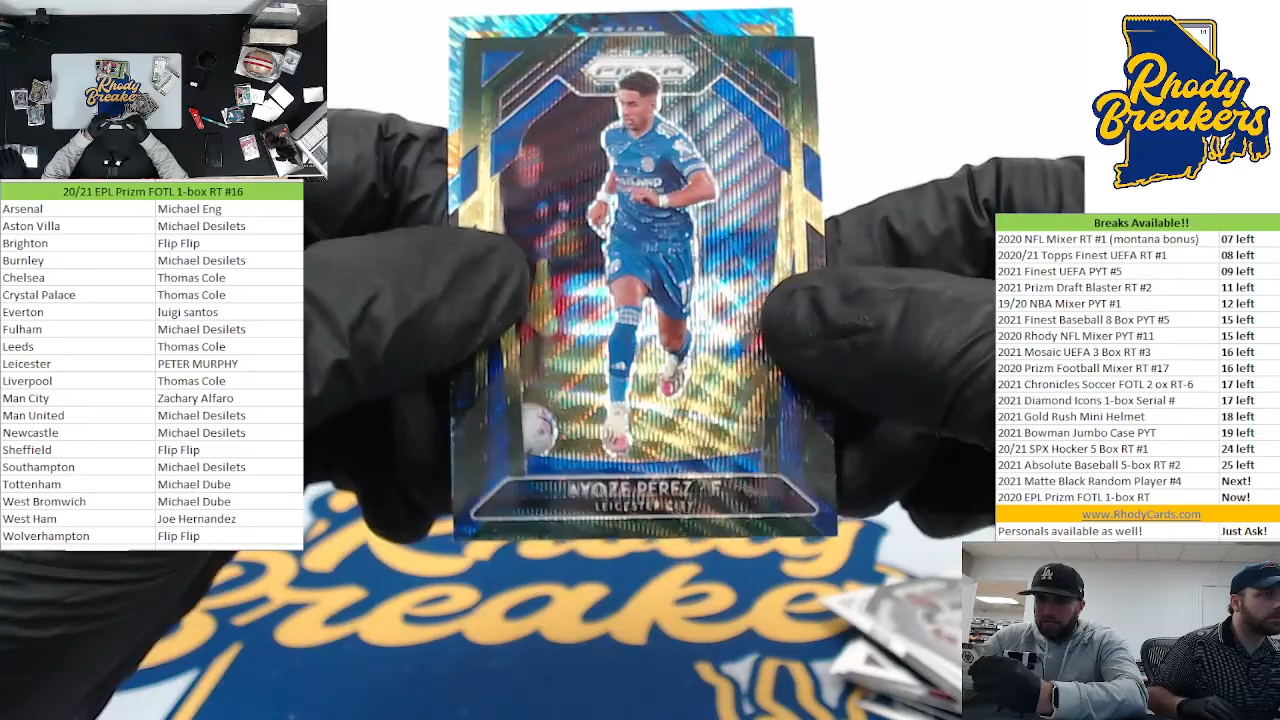 20/21 EPL Prizm FOTL 1-box RT #16
Arsenal Michael Eng
Aston Villa Michael Desilets
Brighton Flip Flip
Burnley Michael Desilets
Chelsea Thomas Cole
Crystal Palace Thomas Cole
Everton luigi santos
Fulham Michael Desilets
Leeds Thomas Cole
Leicester PETER MURPHY
Liverpool Thomas Cole
Man City Zachary Alfaro
Man United Michael Desilets
Newcastle Michael Desilets
Sheffield Flip Flip
Southampton Michael Desilets
Tottenham Michael Dube
West Bromwich Michael Dube
West Ham Joe Hernandez
Wolverhampton Flip Flip
PANINI
PRIZM
AYOZE PEREZ
LEICESTER CITY
Rhody
Breakers
Rhody
Breakers
Rhody
Breakers
Breaks Available!!
2020 NFL Mixer RT #1 (montana bonus) 07 left
2020/21 Topps Finest UEFA RT #1 08 left
2021 Finest UEFA PYT #5 09 left
2021 Prizm Draft Blaster RT #2 11 left
19/20 NBA Mixer PYT #1 12 left
2021 Finest Baseball 8 Box PYT #5 15 left
2020 Rhody NFL Mixer PYT #11 15 left
2021 Mosaic UEFA 3 Box RT #3 16 left
2020 Prizm Football Mixer RT #17 16 left
2021 Chronicles Soccer FOTL 2 ox RT-6 17 left
2021 Diamond Icons 1-box Serial # 17 left
2021 Gold Rush Mini Helmet 18 left
2021 Bowman Jumbo Case PYT 19 left
20/21 SPX Hocker 5 Box RT #1 24 left
2021 Absolute Baseball 5-box RT #2 25 left
2021 Matte Black Random Player #4 Next!
2020 EPL Prizm FOTL 1-box RT Now!
www.RhodyCards.com
Personals available as well! Just Ask!
LA